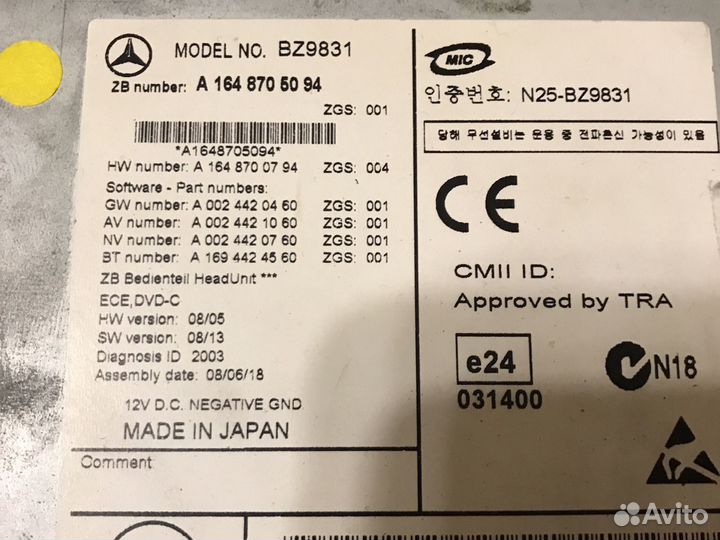 MODEL NO. BZ9831
ZB number: A 164 870 50 94
ZGS: 001
*A1648705094*
HW number: A 164 870 07 94 ZGS: 004
Software - Part numbers:
GW number: A 002 442 04 60 ZGS: 001
AV number: A 002 442 10 60 ZGS: 001
NV number: A 002 442 07 60 ZGS: 001
BT number: A 169 442 45 60 ZGS: 001
ZB Bedienteil HeadUnit ***
ECE,DVD-C
HW version: 08/05
SW version: 08/13
Diagnosis ID 2003
Assembly date: 08/06/18
12V D.C. NEGATIVE GND
MADE IN JAPAN
Comment:
MIC
인증번호: N25-BZ9831
당해 무선설비는 운용 중 전파혼신 가능성이 있음
CE
CMII ID:
Approved by TRA
e24
031400
N18
Avito